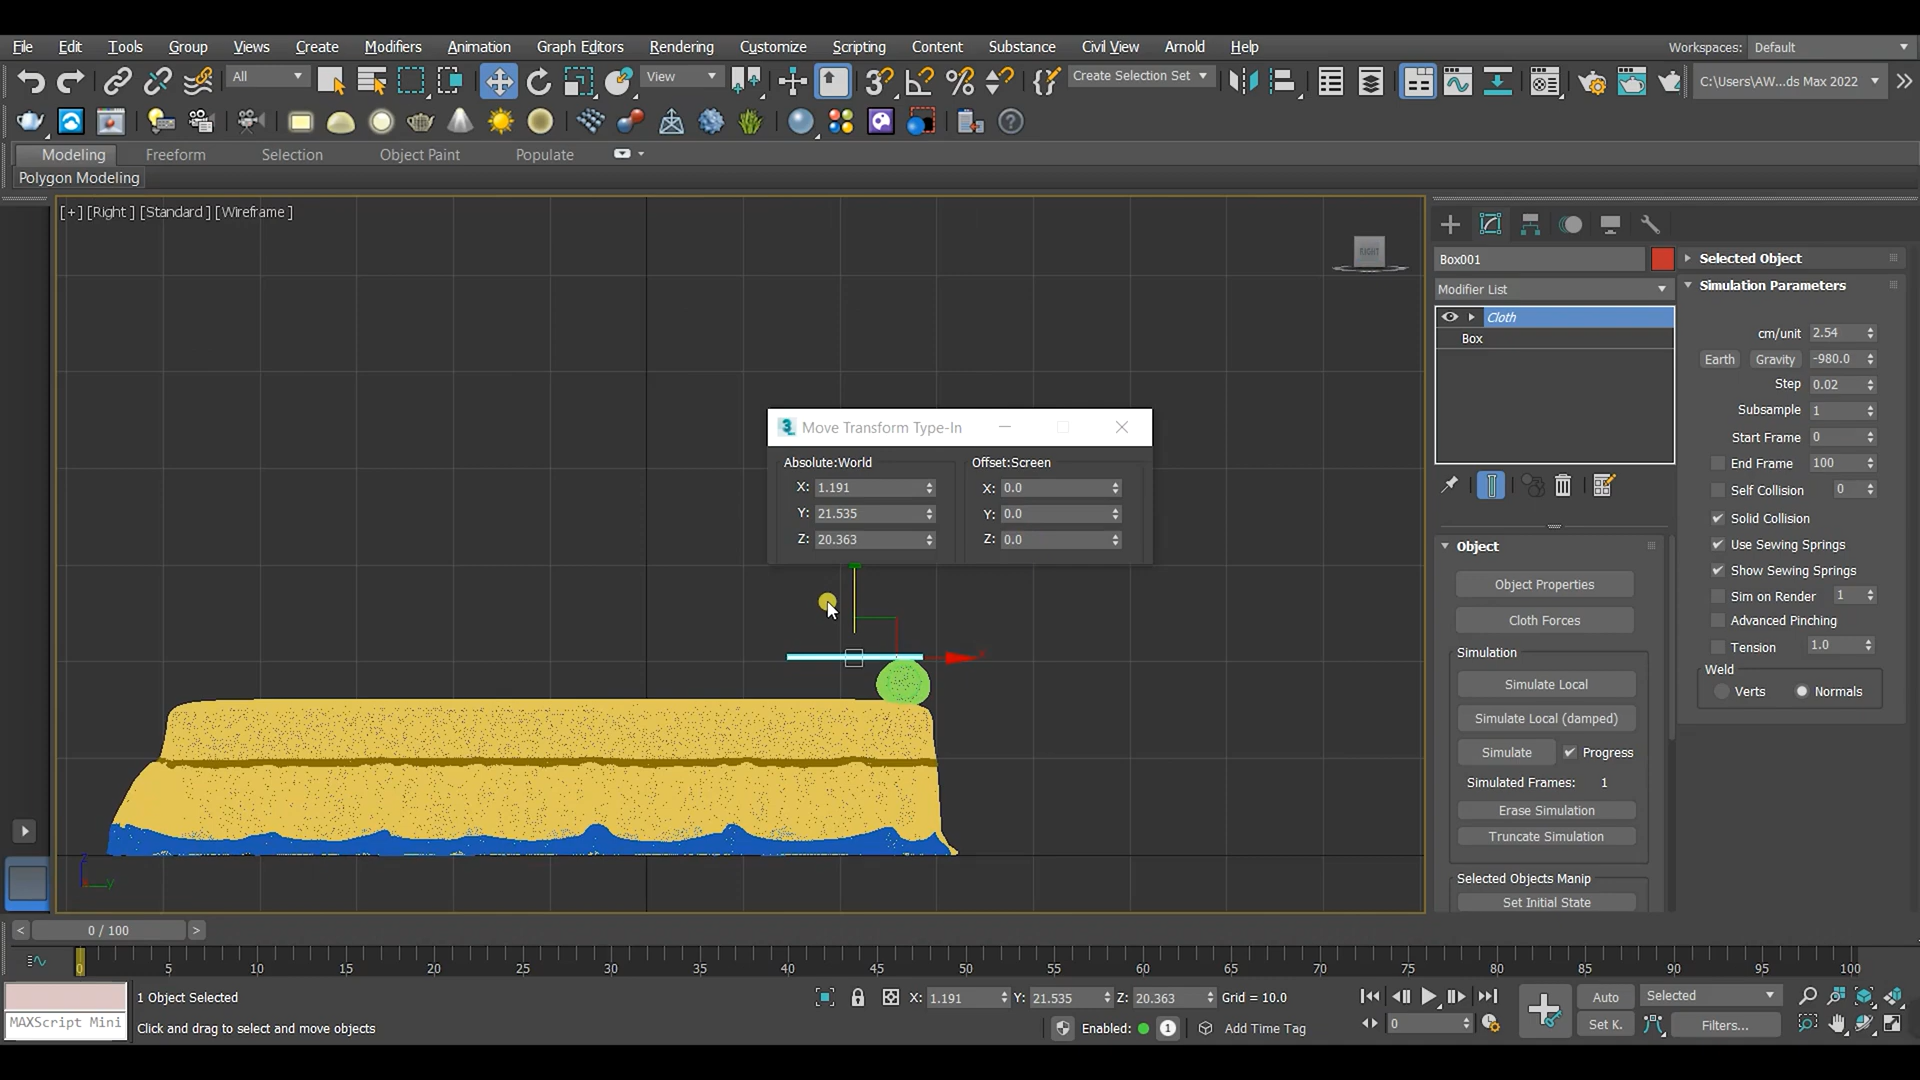 File Edit Tools Group Views Create Modifiers Animation Graph Editors Rendering Customize Scripting Content Substance Civil View Arnold Help Workspaces: Default
All View 3 Create Selection Set C:\Users\AW...ds Max 2022
Modeling Freeform Selection Object Paint Populate
Polygon Modeling
[+] [Right ] [Standard ] [Wireframe ]
RIGHT
Box001
Selected Object
Modifier List
Simulation Parameters
Cloth
Box
cm/unit 2.54
Earth Gravity -980.0
Step 0.02
Subsample 1
Start Frame 0
End Frame 100
Self Collision 0
Solid Collision
Use Sewing Springs
Show Sewing Springs
Sim on Render 1
Advanced Pinching
Tension 1.0
Weld
Verts Normals
3 Move Transform Type-In
Absolute:World Offset:Screen
X: 1.191 X: 0.0
Y: 21.535 Y: 0.0
Z: 20.363 Z: 0.0
Object
Object Properties
Cloth Forces
Simulation
Simulate Local
Simulate Local (damped)
Simulate Progress
Simulated Frames: 1
Erase Simulation
Truncate Simulation
Selected Objects Manip
Set Initial State
z
y
x
< 0 / 100 >
0 5 10 15 20 25 30 35 40 45 50 55 60 65 70 75 80 85 90 95 100
1 Object Selected X: 1.191 Y: 21.535 Z: 20.363 Grid = 10.0 Auto Selected
MAXScript Mini Click and drag to select and move objects Enabled: 1 Add Time Tag 0 Set K. Filters...